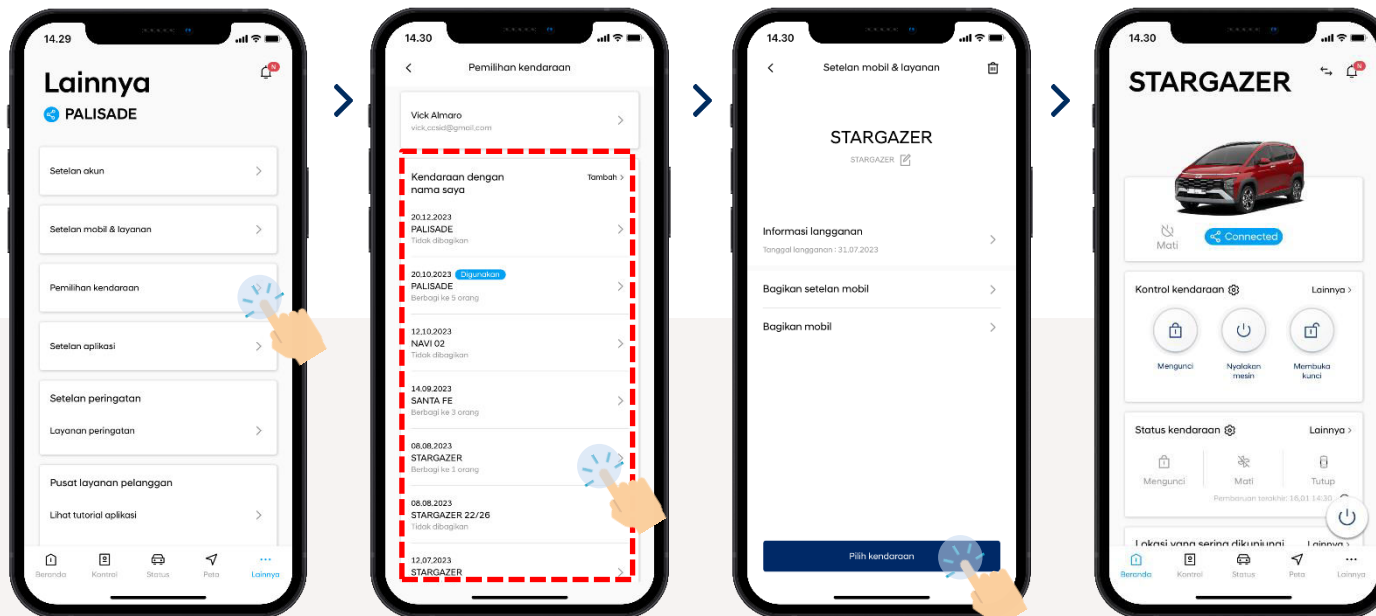 14.29
Lainnya
N
PALISADE
Setelan akun
Setelan mobil & layanan
Pemilihan kendaraan
Setelan aplikasi
Setelan peringatan
Layanan peringatan
Pusat layanan pelanggan
Lihat tutorial aplikasi
Beranda
Kontrol
Status
Peta
Lainnya
14.30
Pemilihan kendaraan
Vick Almaro
vick.ccsid@gmail.com
Kendaraan dengan
nama saya
Tambah >
20.12.2023
PALISADE
Tidak dibagikan
20.10.2023 Digunakan
PALISADE
Berbagi ke 5 orang
12.10.2023
NAVI 02
Tidak dibagikan
14.09.2023
SANTA FE
Berbagi ke 3 orang
08.08.2023
STARGAZER
Berbagi ke 1 orang
08.08.2023
STARGAZER 22/26
Tidak dibagikan
12.07.2023
STARGAZER
14.30
Setelan mobil & layanan
STARGAZER
STARGAZER
Informasi langganan
Tanggal langganan : 31.07.2023
Bagikan setelan mobil
Bagikan mobil
Pilih kendaraan
14.30
STARGAZER
N
Mati
Connected
Kontrol kendaraan
Lainnya >
Mengunci
Nyalakan
mesin
Membuka
kunci
Status kendaraan
Lainnya >
Mengunci
Mati
Tutup
Pembaruan terakhir: 18.01 14:30
Lokasi yang sering dikunjungi
Lainnya >
Beranda
Kontrol
Status
Peta
Lainnya